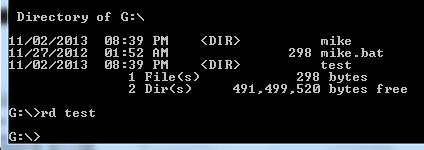 Directory of G:\
11/02/2013  08:39 PM    <DIR>          mike
11/27/2012  01:52 AM               298 mike.bat
11/02/2013  08:39 PM    <DIR>          test
1 File(s)            298 bytes
2 Dir(s)     491,499,520 bytes free
G:\>rd test
G:\>